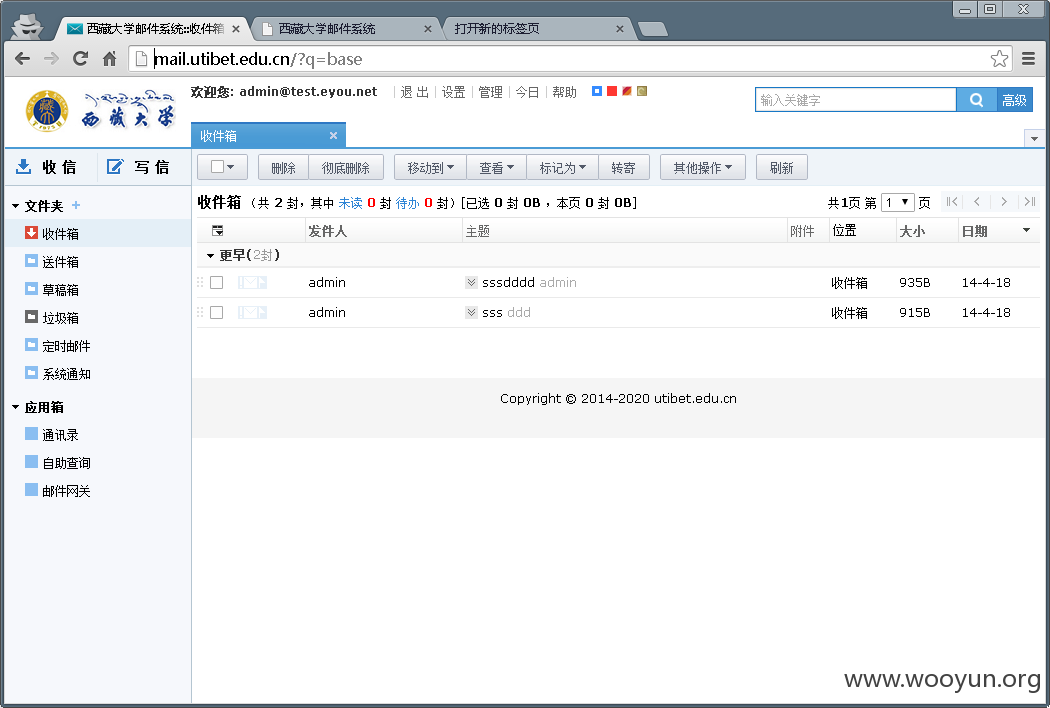 西藏大学邮件系统::收件箱
西藏大学邮件系统
打开新的标签页
mail.utibet.edu.cn/?q=base
西藏大学
欢迎您: admin@test.eyou.net
退 出 设置 管理 今日 帮助
输入关键字
高级
收件箱
收 信 写 信
删除 彻底删除 移动到 查看 标记为 转寄 其他操作 刷新
文件夹 +
收件箱
送件箱
草稿箱
垃圾箱
定时邮件
系统通知
应用箱
通讯录
自助查询
邮件网关
收件箱 (共 2 封，其中 未读 0 封 待办 0 封) [已选 0 封 0B ，本页 0 封 0B]
共1页 第 1 页
发件人 主题 附件 位置 大小 日期
更早(2封)
admin sssdddd admin 收件箱 935B 14-4-18
admin sss ddd 收件箱 915B 14-4-18
Copyright © 2014-2020 utibet.edu.cn
www.wooyun.org